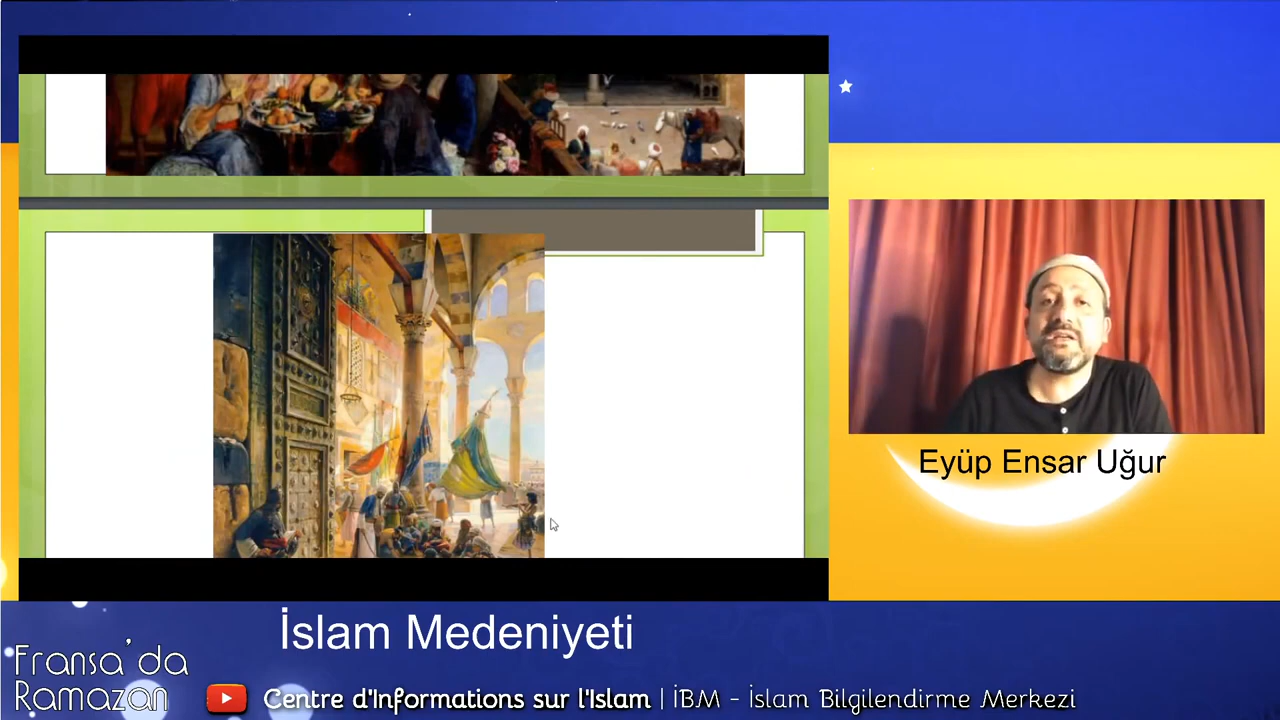 Eyüp Ensar Uğur
İslam Medeniyeti
Fransa'da
Ramazan
Centre d'Informations sur l'Islam | İBM - İslam Bilgilendirme Merkezi